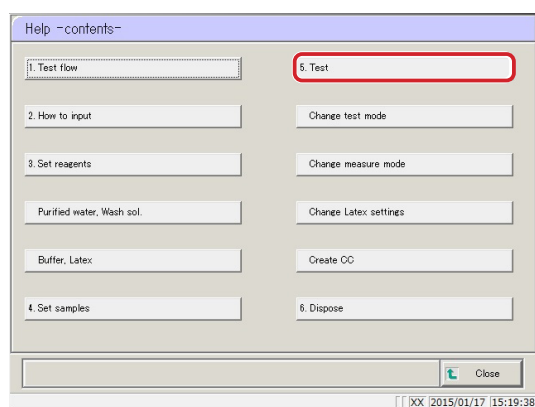 Help -contents-
1. Test flow
2. How to input
3. Set reagents
Purified water, Wash sol.
Buffer, Latex
4. Set samples
5. Test
Change test mode
Change measure mode
Change Latex settings
Create CC
6. Dispose
Close
XX 2015/01/17 15:19:38